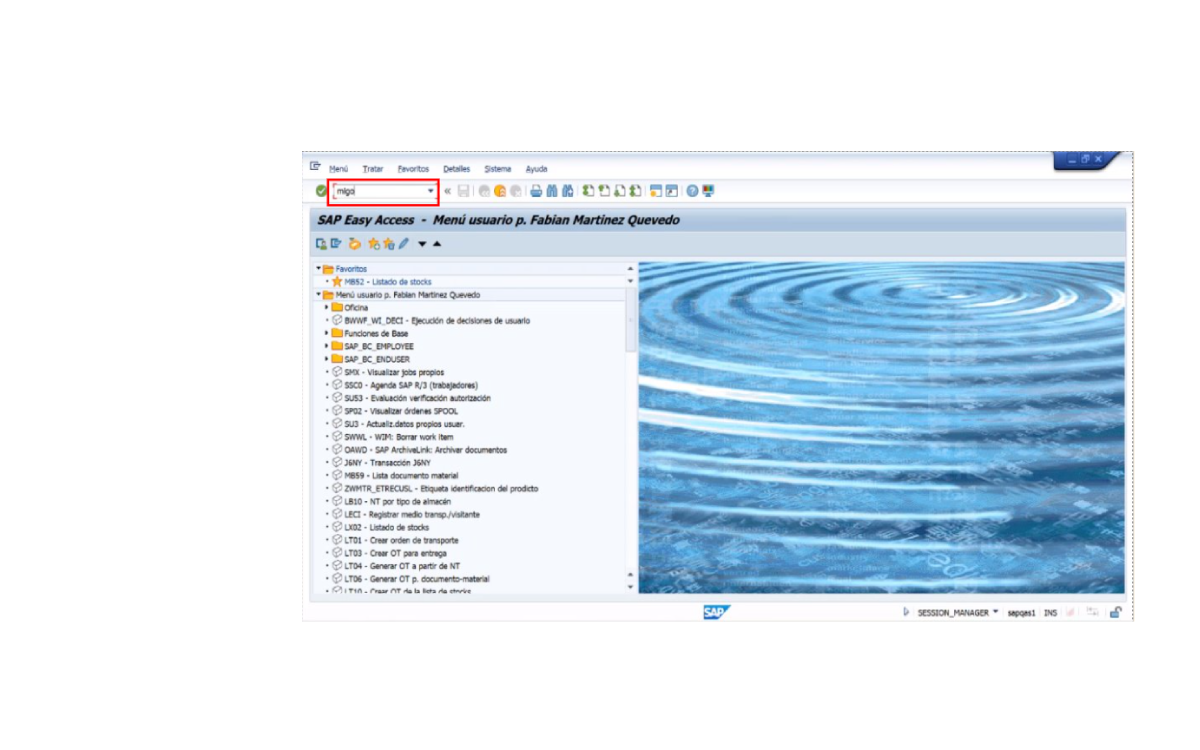 Menú Tratar Favoritos Detalles Sistema Ayuda
migo
SAP Easy Access - Menú usuario p. Fabian Martinez Quevedo
Favoritos
MB52 - Listado de stocks
Menú usuario p. Fabian Martinez Quevedo
Oficina
BWWF_WI_DECI - Ejecución de decisiones de usuario
Funciones de Base
SAP_BC_EMPLOYEE
SAP_BC_ENDUSER
SMX - Visualizar jobs propios
SSC0 - Agenda SAP R/3 (trabajadores)
SU53 - Evaluación verificación autorización
SP02 - Visualizar órdenes SPOOL
SU3 - Actualiz.datos propios usuar.
SWWL - WIM: Borrar work item
OAWD - SAP ArchiveLink: Archivar documentos
J6NY - Transacción J6NY
MB59 - Lista documento material
ZWMTR_ETRECUSL - Etiqueta identificacion del prodicto
LB10 - NT por tipo de almacén
LECI - Registrar medio transp./visitante
LX02 - Listado de stocks
LT01 - Crear orden de transporte
LT03 - Crear OT para entrega
LT04 - Generar OT a partir de NT
LT06 - Generar OT p. documento-material
LT10 - Crear OT de la lista de stocks
SAP
SESSION_MANAGER sapqas1 INS